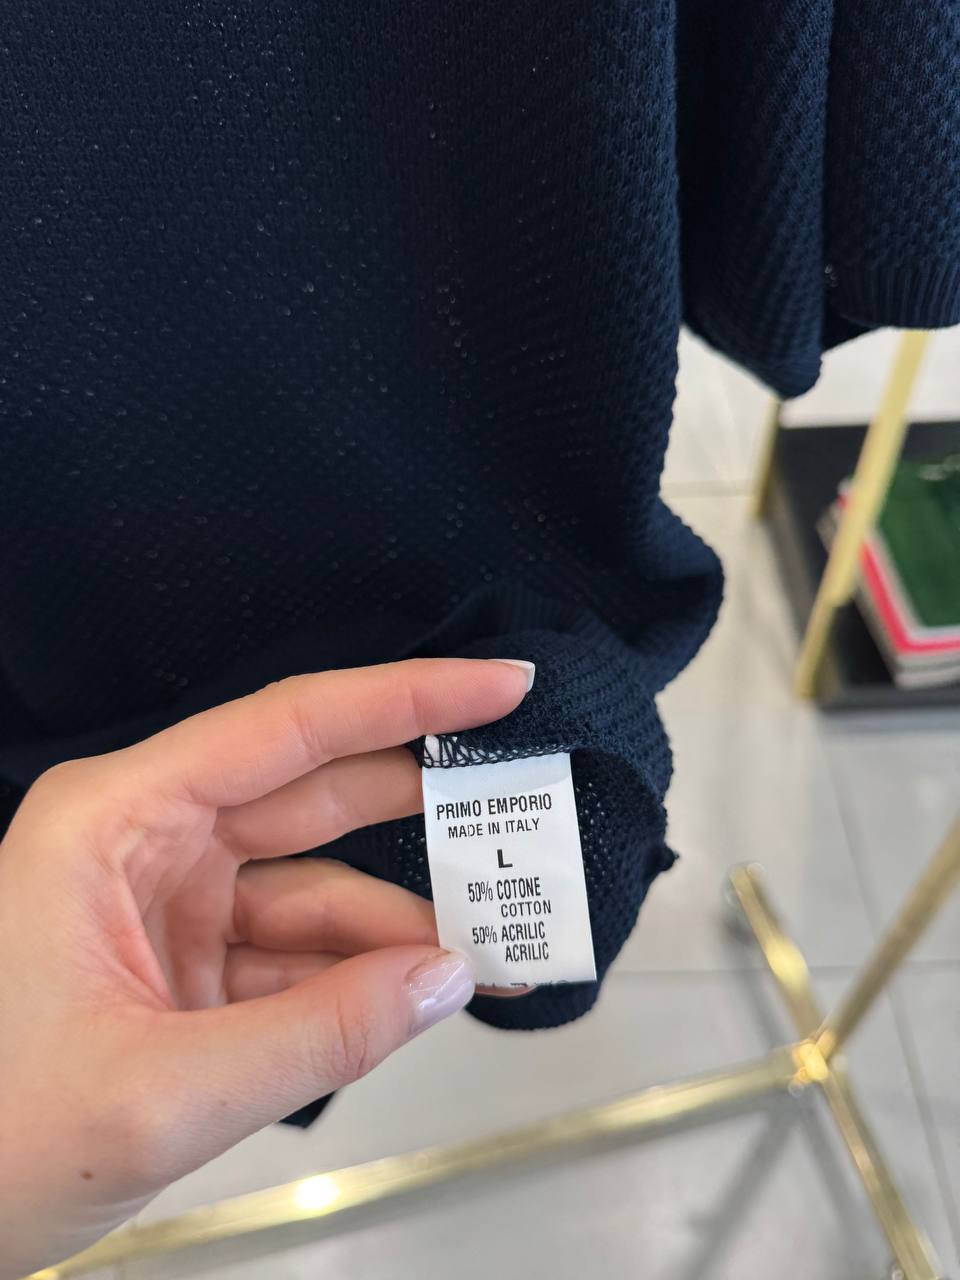 PRIMO EMPORIO
MADE IN ITALY
L
50% COTONE
COTTON
50% ACRILIC
ACRILIC